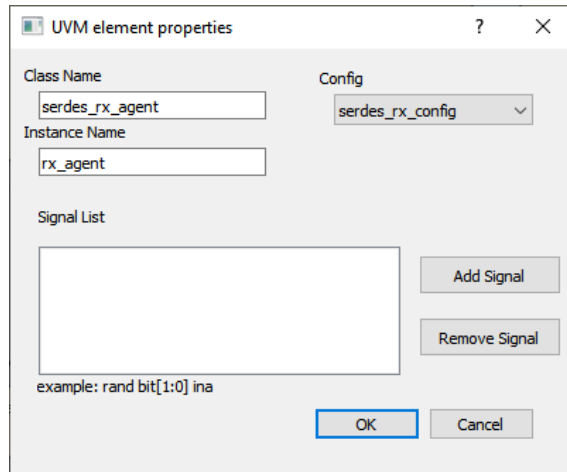 UVM element properties
?
Class Name
Config
serdes_rx_agent
serdes_rx_config
Instance Name
rx_agent
Signal List
Add Signal
Remove Signal
example: rand bit[1:0] ina
OK
Cancel